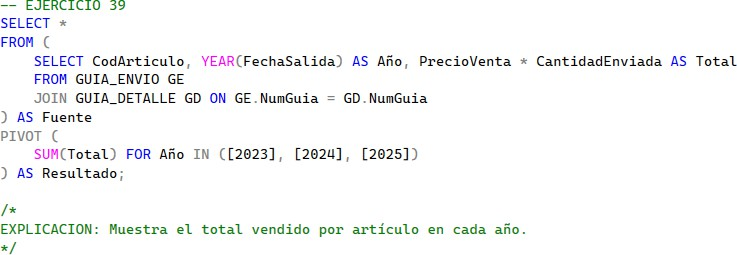 -- EJERCICIO 39
SELECT *
FROM (
    SELECT CodArticulo, YEAR(FechaSalida) AS Año, PrecioVenta * CantidadEnviada AS Total
    FROM GUIA_ENVIO GE
    JOIN GUIA_DETALLE GD ON GE.NumGuia = GD.NumGuia
) AS Fuente
PIVOT (
    SUM(Total) FOR Año IN ([2023], [2024], [2025])
) AS Resultado;
/*
EXPLICACION: Muestra el total vendido por artículo en cada año.
*/